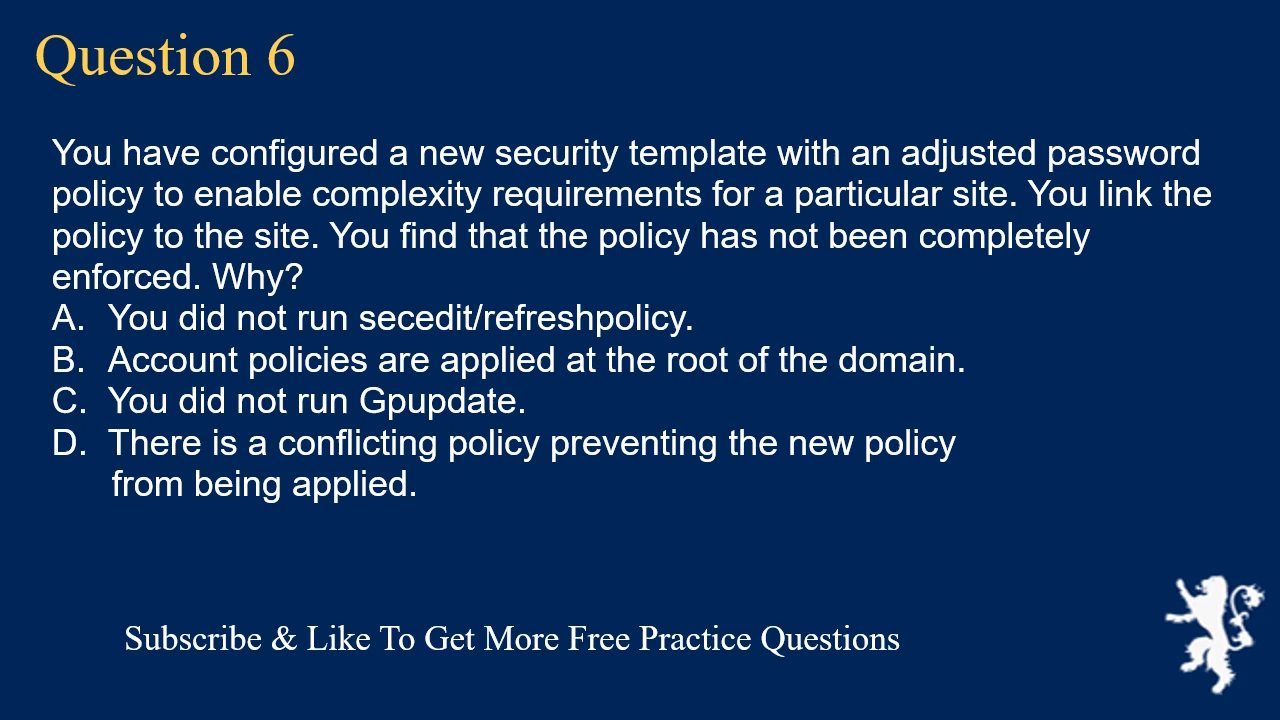 Question 6
You have configured a new security template with an adjusted password
policy to enable complexity requirements for a particular site. You link the
policy to the site. You find that the policy has not been completely
enforced. Why?
A. You did not run secedit/refreshpolicy.
B. Account policies are applied at the root of the domain.
C. You did not run Gpupdate.
D. There is a conflicting policy preventing the new policy
from being applied.
Subscribe & Like To Get More Free Practice Questions